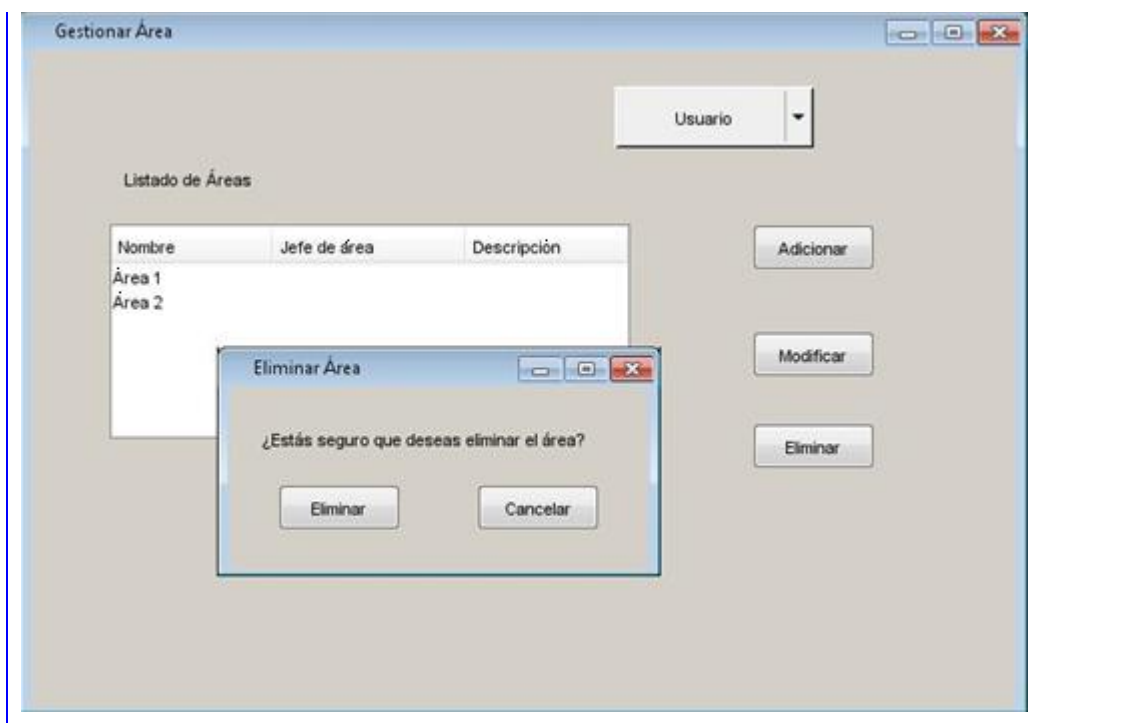 Gestionar Área
Usuario
Listado de Áreas
Nombre Jefe de área Descripción
Área 1
Área 2
Adicionar
Modificar
Eliminar
Eliminar Área
¿Estás seguro que deseas eliminar el área?
Eliminar Cancelar